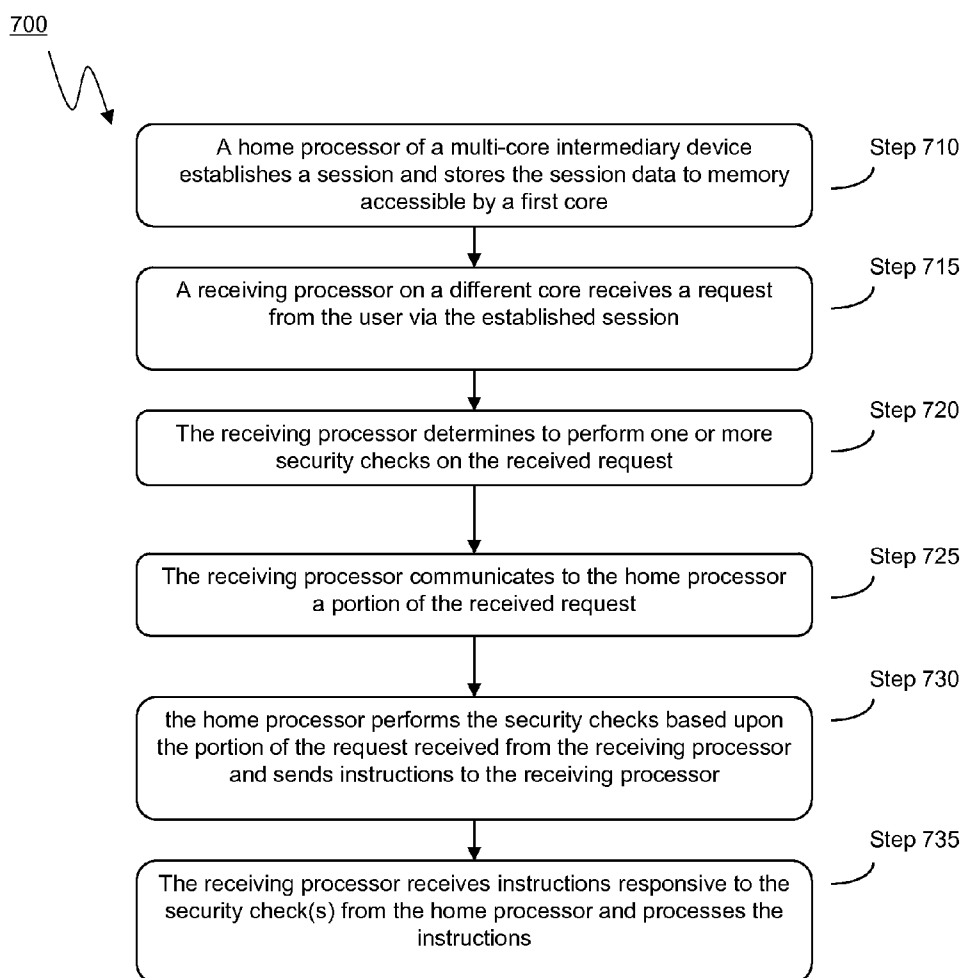 700
A home processor of a multi-core intermediary device
establishes a session and stores the session data to memory
accessible by a first core
Step 710
A receiving processor on a different core receives a request
from the user via the established session
Step 715
The receiving processor determines to perform one or more
security checks on the received request
Step 720
The receiving processor communicates to the home processor
a portion of the received request
Step 725
the home processor performs the security checks based upon
the portion of the request received from the receiving processor
and sends instructions to the receiving processor
Step 730
The receiving processor receives instructions responsive to the
security check(s) from the home processor and processes the
instructions
Step 735